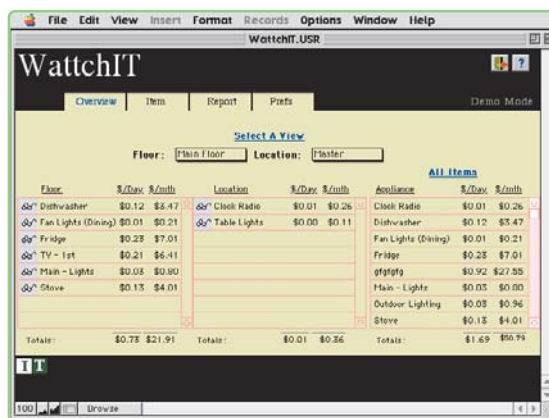 File Edit View Insert Format Records Options Window Help
WattchIT.USR
WattchIT
?
Overview Item Report Prefs Demo Mode
Select A View
Floor: Main Floor Location: Master
All Items
Floor $/Day $/mth Location $/Day $/mth Appliance $/Day $/mth
Dishwasher $0.12 $3.47 Clock Radio $0.01 $0.26 Clock Radio $0.01 $0.26
Fan Lights (Dining) $0.01 $0.21 Table Lights $0.00 $0.11 Dishwasher $0.12 $3.47
Fridge $0.23 $7.01 Fan Lights (Dining) $0.01 $0.21
TV - 1st $0.21 $6.41 Fridge $0.23 $7.01
Main - Lights $0.03 $0.80 gfgfgfg $0.92 $27.55
Stove $0.13 $4.01 Main - Lights $0.03 $0.80
Outdoor Lighting $0.03 $0.96
Stove $0.13 $4.01
Totals: $0.73 $21.91 Totals: $0.01 $0.36 Totals: $1.69
IT
100 Browse